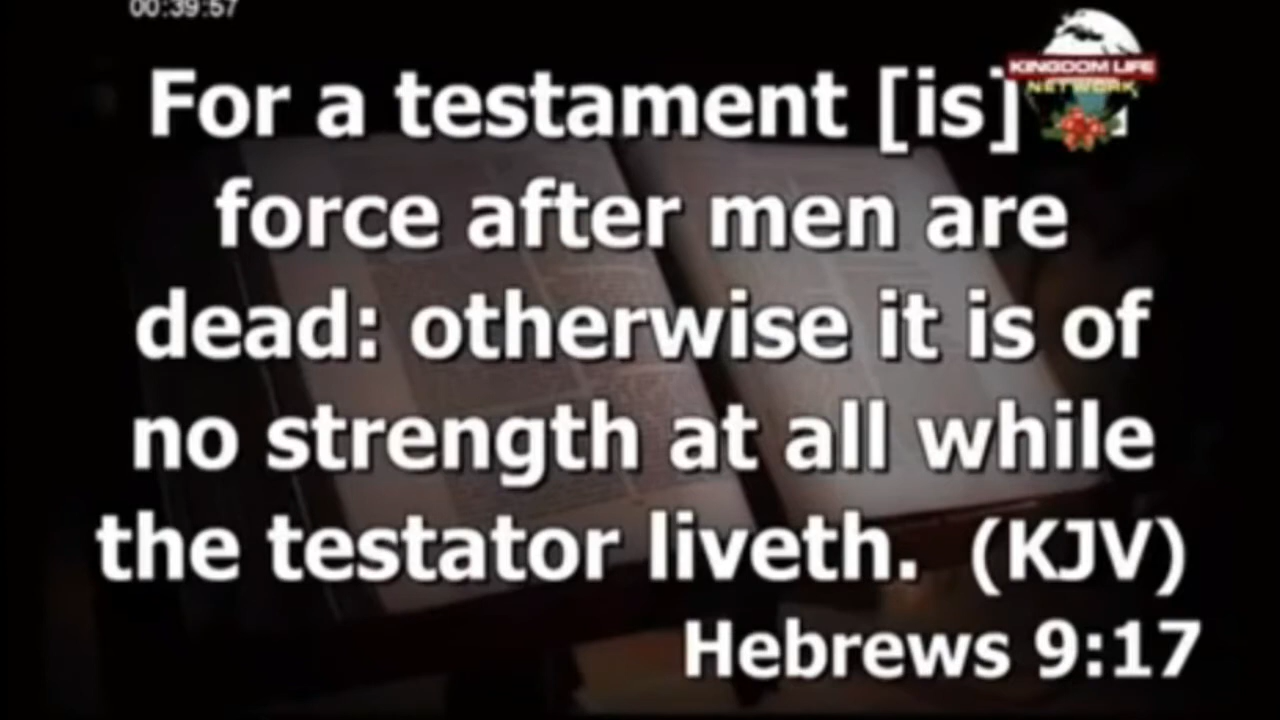 00:39:57
KINGDOM LIFE
NETWORK
For a testament [is]
force after men are
dead: otherwise it is of
no strength at all while
the testator liveth. (KJV)
Hebrews 9:17